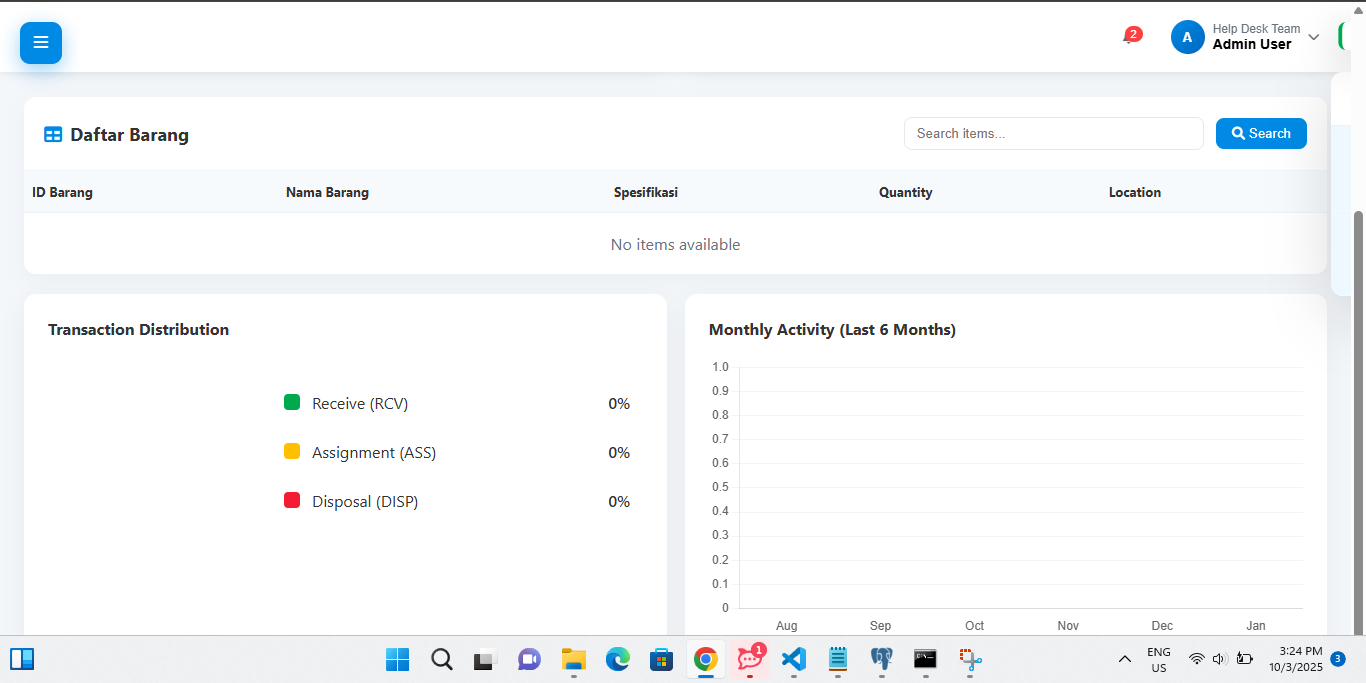 2
A
Help Desk Team
Admin User
Daftar Barang
Search items...
Search
ID Barang Nama Barang Spesifikasi Quantity Location
No items available
Transaction Distribution
Receive (RCV) 0%
Assignment (ASS) 0%
Disposal (DISP) 0%
Monthly Activity (Last 6 Months)
1.0
0.9
0.8
0.7
0.6
0.5
0.4
0.3
0.2
0.1
0
Aug Sep Oct Nov Dec Jan
1
ENG
US
3:24 PM
10/3/2025
3